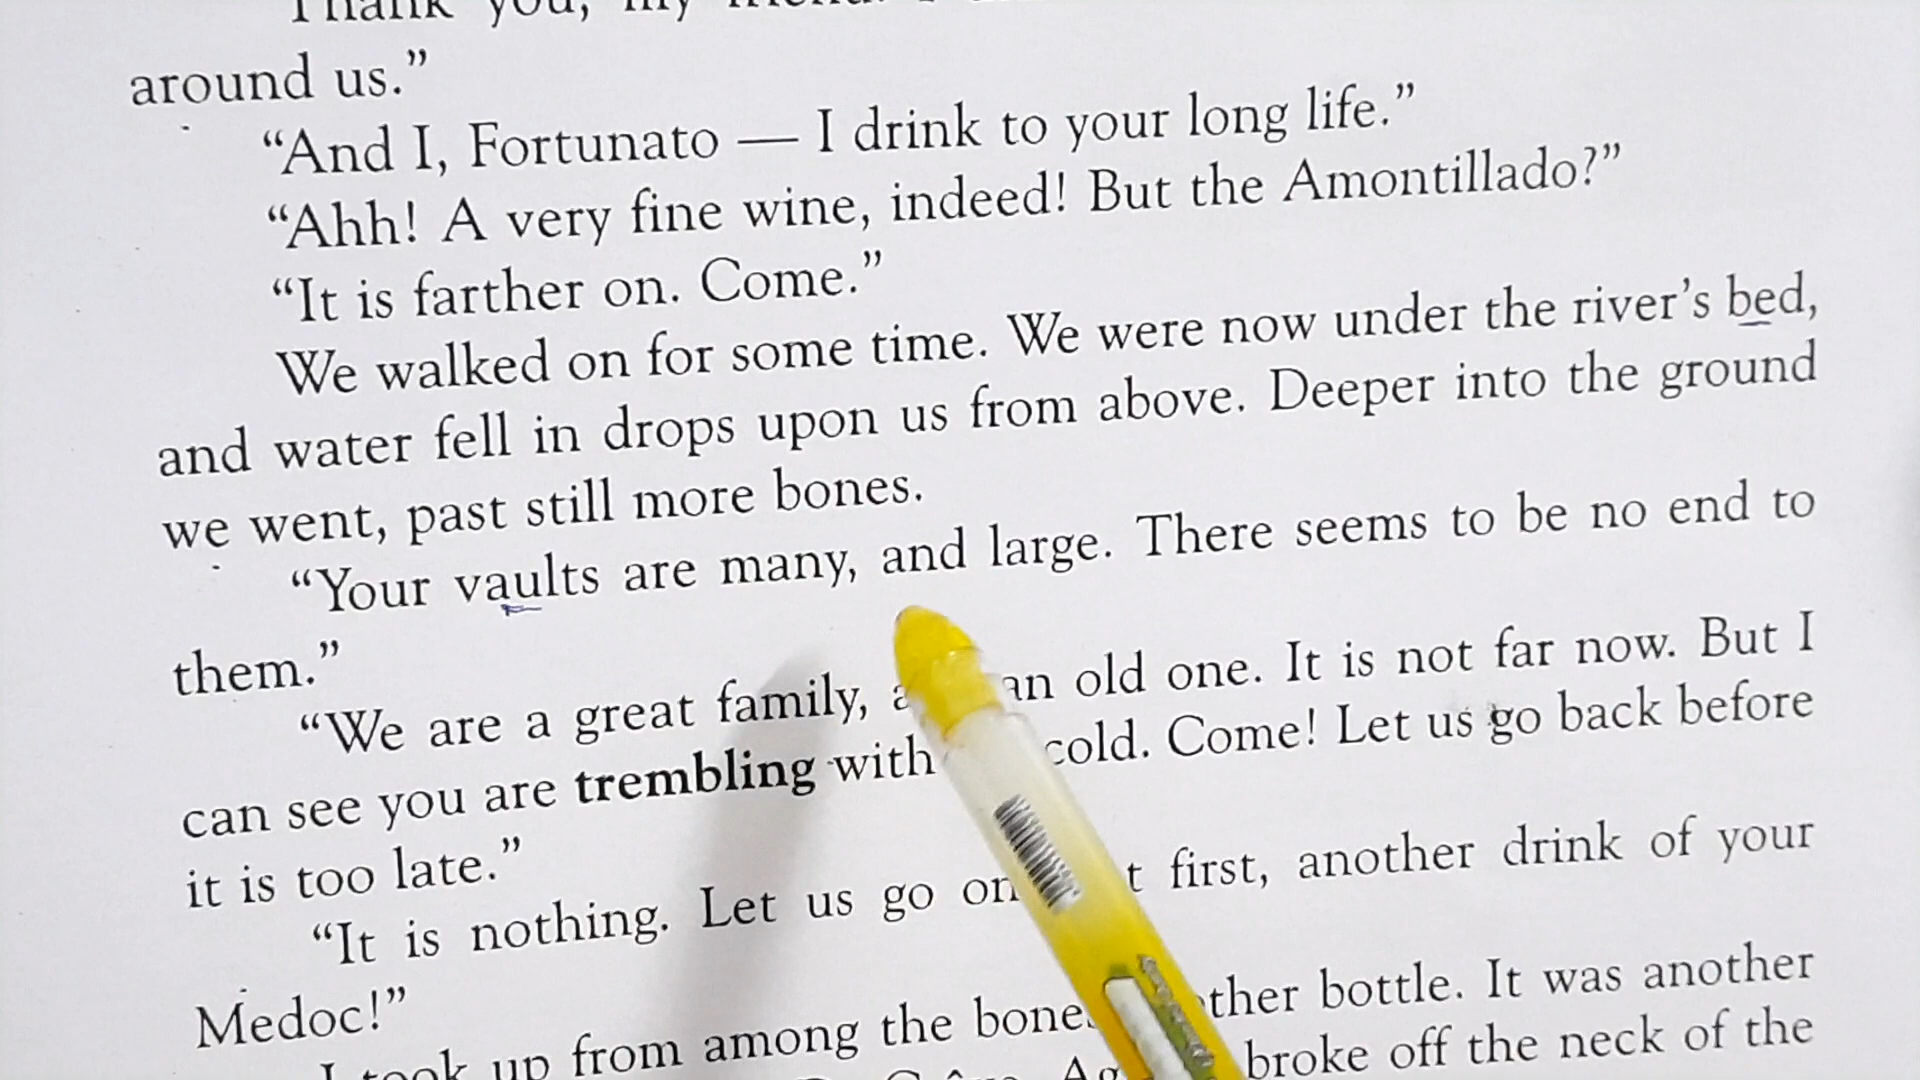 Thank you, my friend. I
around us.”
“And I, Fortunato — I drink to your long life.”
“Ahh! A very fine wine, indeed! But the Amontillado?”
“It is farther on. Come.”
We walked on for some time. We were now under the river’s bed,
and water fell in drops upon us from above. Deeper into the ground
we went, past still more bones.
“Your vaults are many, and large. There seems to be no end to
them.”
“We are a great family, an old one. It is not far now. But I
can see you are trembling with cold. Come! Let us go back before
it is too late.”
“It is nothing. Let us go on first, another drink of your
Medoc!”
I took up from among the bones bottle. It was another
broke off the neck of the